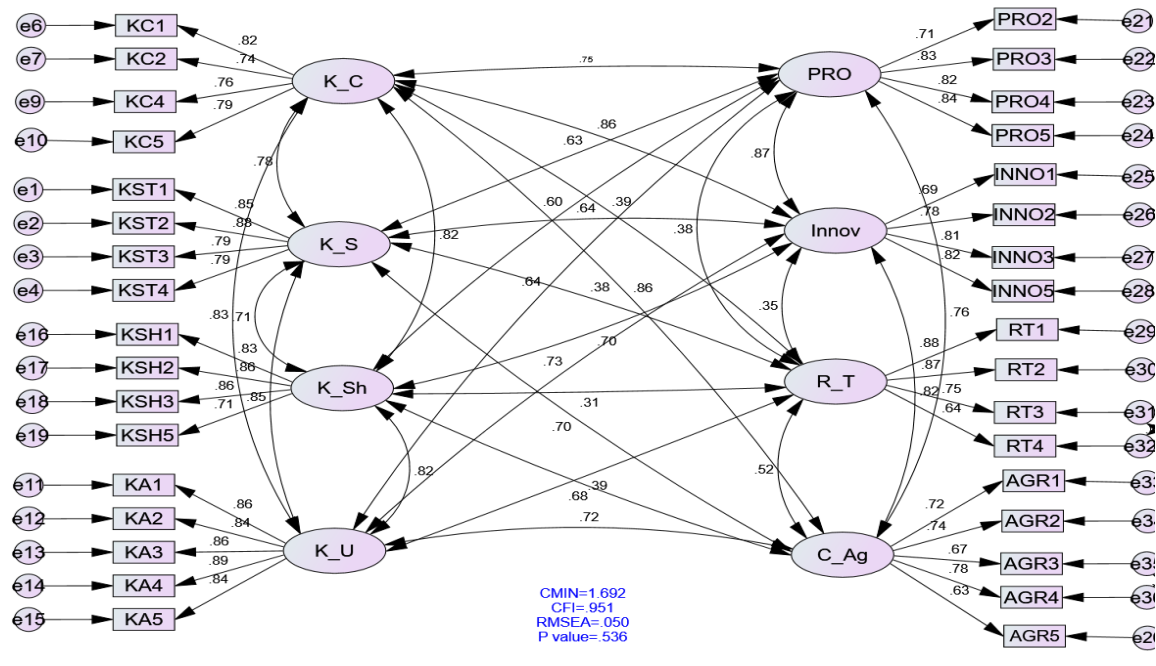 e6 KC1 .82
e7 KC2 .74
e9 KC4 .76
e10 KC5 .79
K_C
e1 KST1 .85
e2 KST2 .88
e3 KST3 .79
e4 KST4 .79
K_S
e16 KSH1 .83
e17 KSH2 .86
e18 KSH3 .86
e19 KSH5 .71
K_Sh
e11 KA1 .86
e12 KA2 .84
e13 KA3 .86
e14 KA4 .89
e15 KA5 .84
K_U
.78
.83
.71
.85
.82
.82
.75
.86
.63
.60
.64
.39
.64
.38
.86
.73
.70
.31
.70
.39
.68
.72
.52
.87
.38
.35
.76
.82
PRO
.71 PRO2 e21
.83 PRO3 e22
.82 PRO4 e23
.84 PRO5 e24
Innov
.69 INNO1 e25
.78 INNO2 e26
.81 INNO3 e27
.82 INNO5 e28
R_T
.88 RT1 e29
.87 RT2 e30
.75 RT3 e31
.64 RT4 e32
C_Ag
.72 AGR1
.74 AGR2
.67 AGR3
.78 AGR4
.63 AGR5
CMIN=1.692
CFI=.951
RMSEA=.050
P value=.536